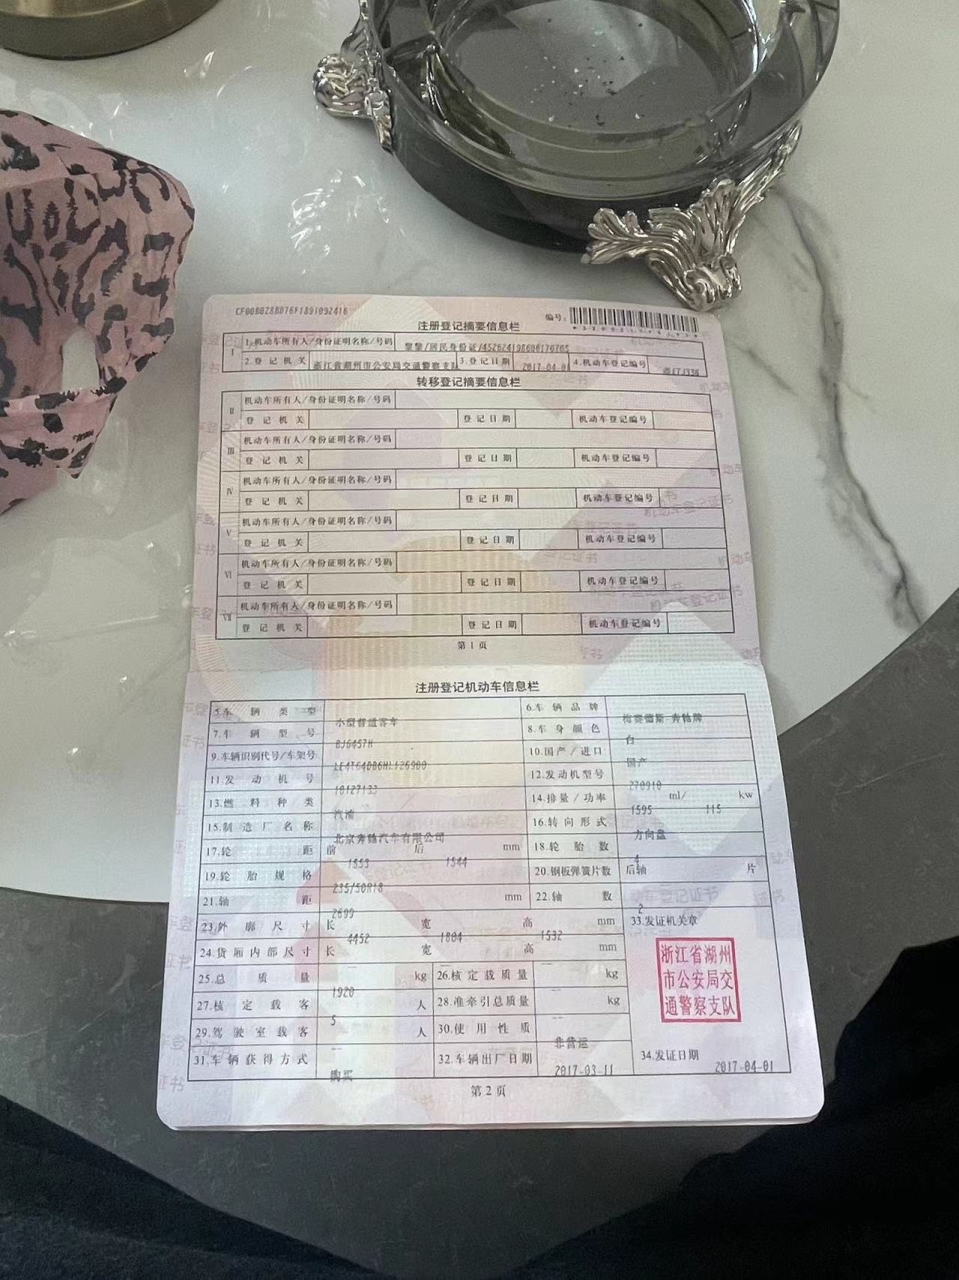 编号:
注册登记摘要信息栏
I 1.机动车所有人/身份证明名称/号码
2.登记机关 浙江省湖州市公安局交通警察支队 3.登记日期 2017-04-01 4.机动车登记编号
转移登记摘要信息栏
II 机动车所有人/身份证明名称/号码
登记机关 登记日期 机动车登记编号
III 机动车所有人/身份证明名称/号码
登记机关 登记日期 机动车登记编号
IV 机动车所有人/身份证明名称/号码
登记机关 登记日期 机动车登记编号
V 机动车所有人/身份证明名称/号码
登记机关 登记日期 机动车登记编号
VI 机动车所有人/身份证明名称/号码
登记机关 登记日期 机动车登记编号
VII 机动车所有人/身份证明名称/号码
登记机关 登记日期 机动车登记编号
第1页
注册登记机动车信息栏
5.车辆类型 小型普通客车 6.车辆品牌 梅赛德斯-奔驰牌
7.车辆型号 BJ6457H 8.车身颜色 白
9.车辆识别代号/车架号 10.国产/进口 国产
11.发动机号 12.发动机型号 270910
13.燃料种类 汽油 14.排量/功率 1595 ml/ 115 kw
15.制造厂名称 北京奔驰汽车有限公司 16.转向形式 方向盘
17.轮距 前 1553 后 1544 mm 18.轮胎数 4
19.轮胎规格 235/50R18 20.钢板弹簧片数 后轴 片
21.轴距 2699 mm 22.轴数 2
23.外廓尺寸 长 4452 宽 1804 高 1532 mm 33.发证机关章
24.货厢内部尺寸 长 宽 高 mm
浙江省湖州
市公安局交
通警察支队
25.总质量 1920 kg 26.核定载质量 -- kg
27.核定载客 5 人 28.准牵引总质量 -- kg
29.驾驶室载客 -- 人 30.使用性质 非营运
31.车辆获得方式 购买 32.车辆出厂日期 2017-03-11 34.发证日期 2017-04-01
第2页